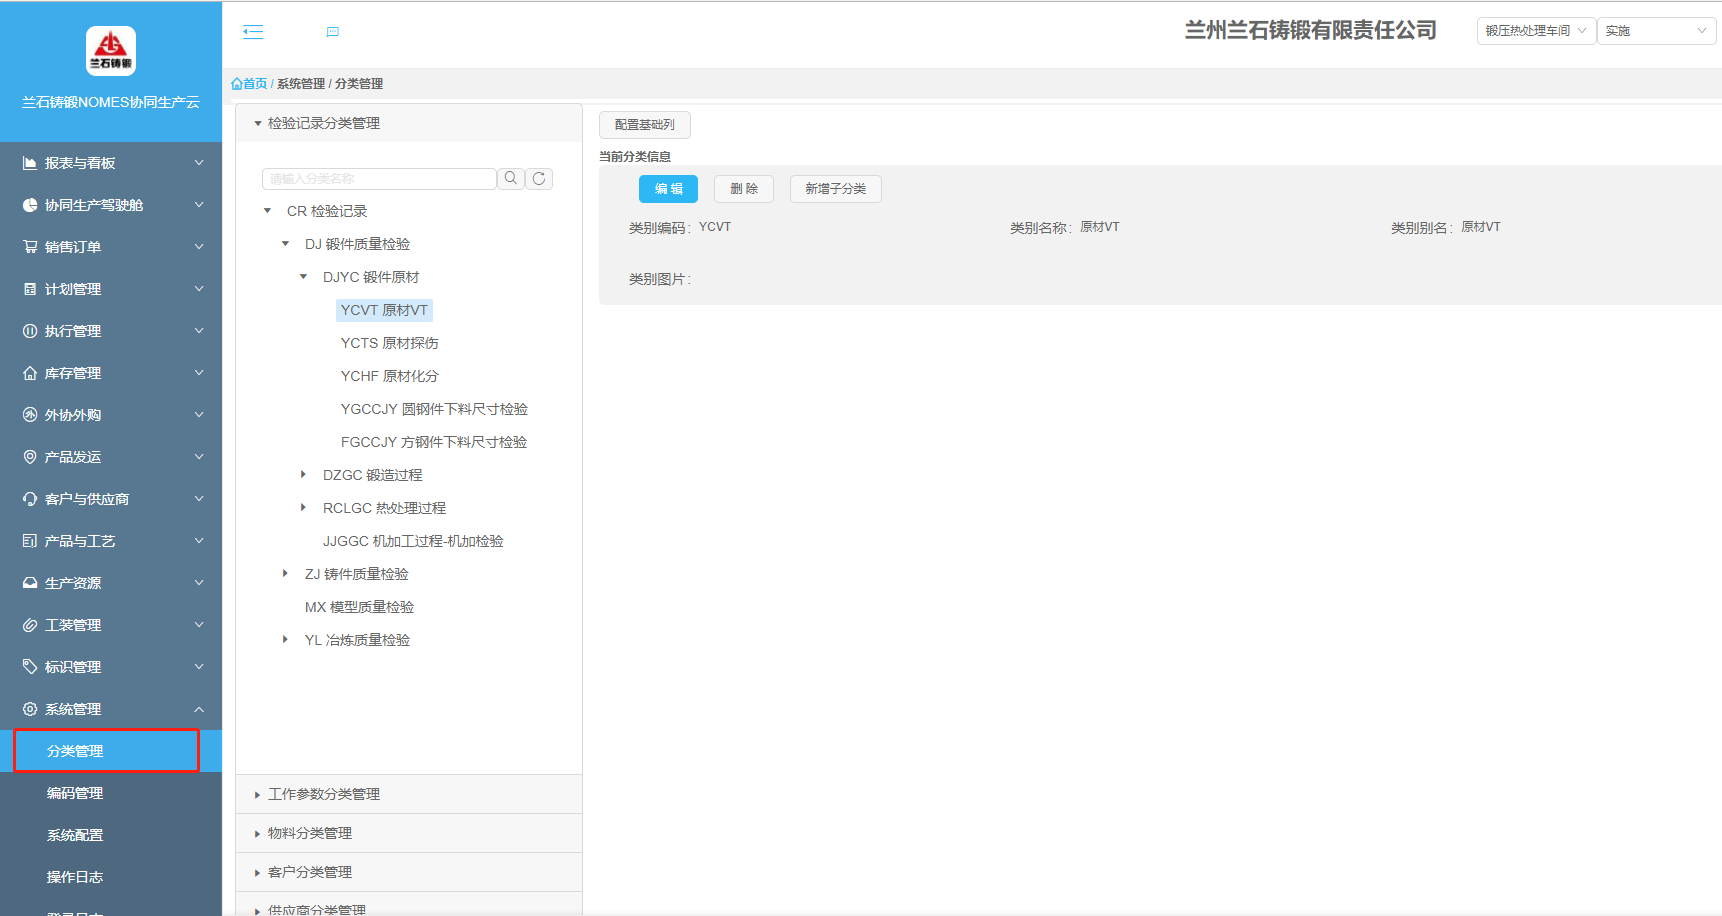 兰石铸锻
兰石铸锻NOMES协同生产云
报表与看板
协同生产驾驶舱
销售订单
计划管理
执行管理
库存管理
外协外购
产品发运
客户与供应商
产品与工艺
生产资源
工装管理
标识管理
系统管理
分类管理
编码管理
系统配置
操作日志
兰州兰石铸锻有限责任公司
锻压热处理车间
实施
首页 / 系统管理 / 分类管理
检验记录分类管理
请输入分类名称
CR 检验记录
DJ 锻件质量检验
DJYC 锻件原材
YCVT 原材VT
YCTS 原材探伤
YCHF 原材化分
YGCCJY 圆钢件下料尺寸检验
FGCCJY 方钢件下料尺寸检验
DZGC 锻造过程
RCLGC 热处理过程
JJGGC 机加工过程-机加检验
ZJ 铸件质量检验
MX 模型质量检验
YL 冶炼质量检验
工作参数分类管理
物料分类管理
客户分类管理
供应商分类管理
配置基础列
当前分类信息
编 辑
删 除
新增子分类
类别编码: YCVT
类别名称: 原材VT
类别别名: 原材VT
类别图片: